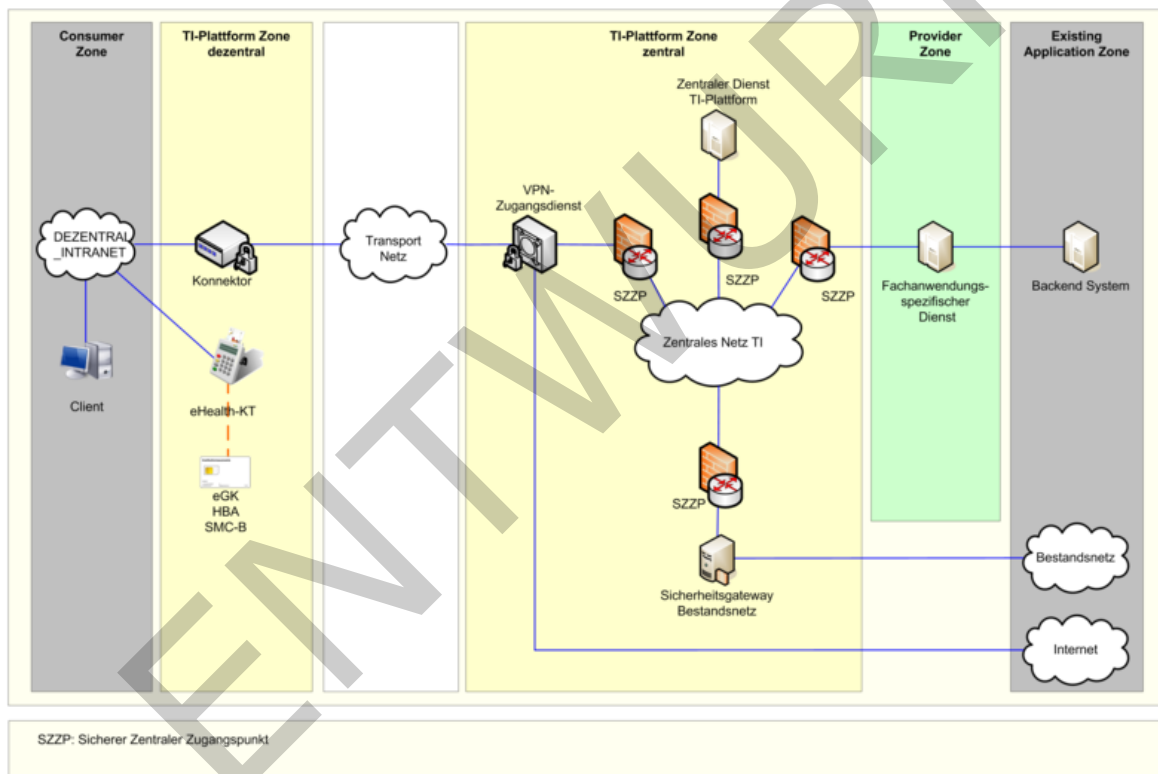 Consumer
Zone
TI-Plattform Zone
dezentral
TI-Plattform Zone
zentral
Provider
Zone
Existing
Application Zone
Zentraler Dienst
TI-Plattform
VPN-
Zugangsdienst
DEZENTRAL
_INTRANET
Konnektor
Transport
Netz
SZZP
SZZP
SZZP
Fachanwendungs-
spezifischer
Dienst
Backend System
Zentrales Netz TI
Client
eHealth-KT
eGK
HBA
SMC-B
SZZP
Sicherheitsgateway
Bestandsnetz
Bestandsnetz
Internet
SZZP: Sicherer Zentraler Zugangspunkt
ENTWURF